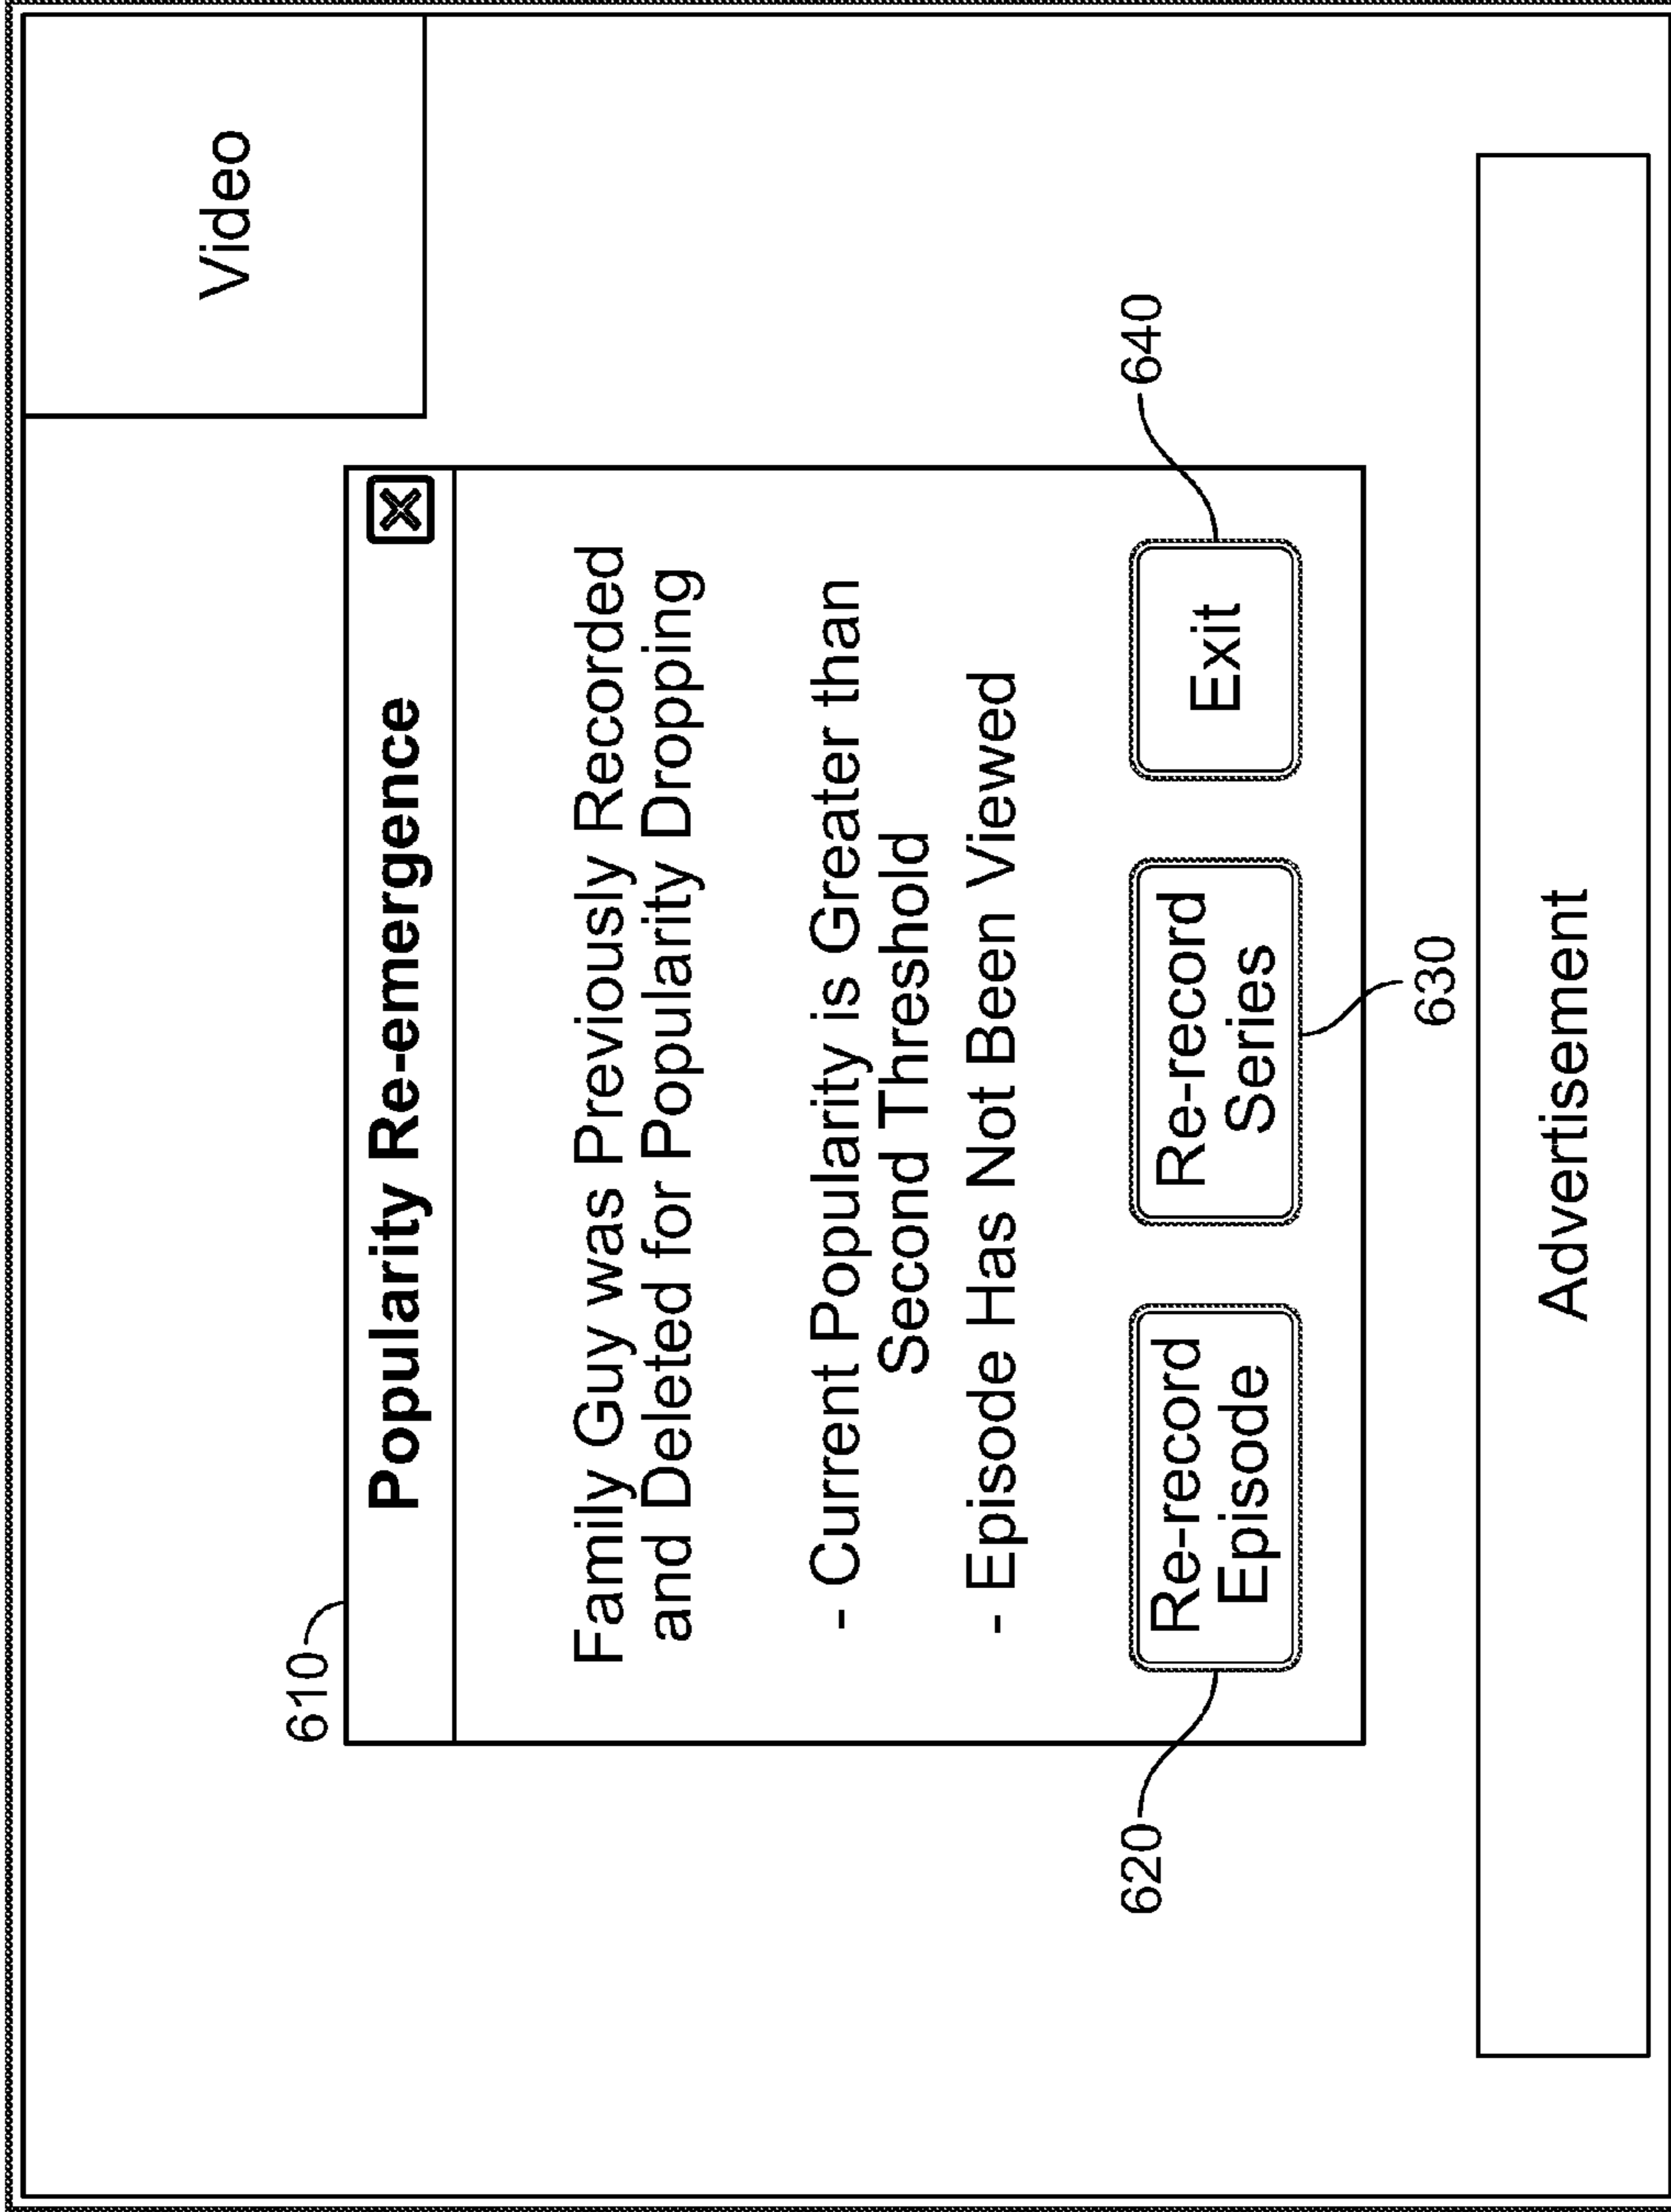 Video
610
Popularity Re-emergence
Family Guy was Previously Recorded
and Deleted for Popularity Dropping
- Current Popularity is Greater than
Second Threshold
- Episode Has Not Been Viewed
620
Re-record
Episode
Re-record
Series
Exit
640
630
Advertisement